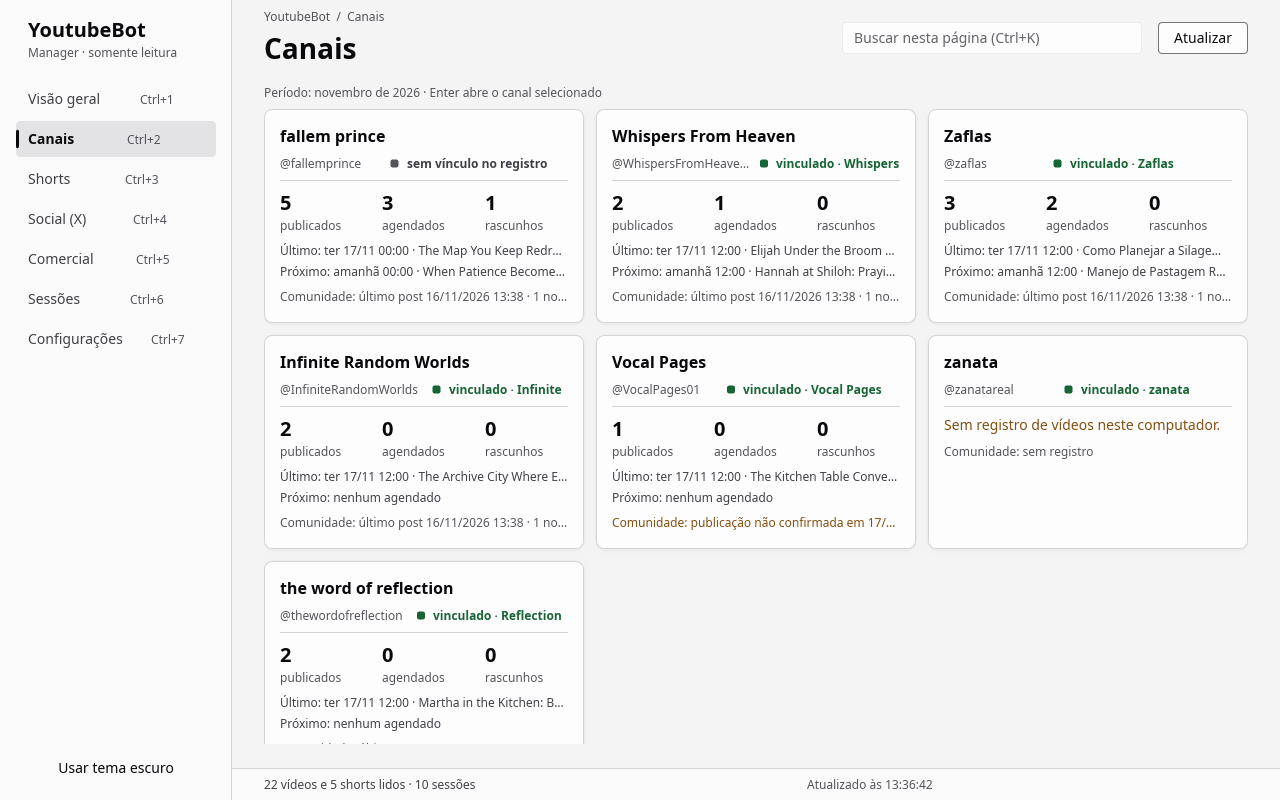 YoutubeBot
Manager · somente leitura
Visão geral Ctrl+1
Canais Ctrl+2
Shorts Ctrl+3
Social (X) Ctrl+4
Comercial Ctrl+5
Sessões Ctrl+6
Configurações Ctrl+7
Usar tema escuro
YoutubeBot / Canais
Canais
Buscar nesta página (Ctrl+K)
Atualizar
Período: novembro de 2026 · Enter abre o canal selecionado
fallem prince
@fallemprince sem vínculo no registro
5 3 1
publicados agendados rascunhos
Último: ter 17/11 00:00 · The Map You Keep Redr...
Próximo: amanhã 00:00 · When Patience Become...
Comunidade: último post 16/11/2026 13:38 · 1 no...
Whispers From Heaven
@WhispersFromHeave... vinculado · Whispers
2 1 0
publicados agendados rascunhos
Último: ter 17/11 12:00 · Elijah Under the Broom ...
Próximo: amanhã 12:00 · Hannah at Shiloh: Prayi...
Comunidade: último post 16/11/2026 13:38 · 1 no...
Zaflas
@zaflas vinculado · Zaflas
3 2 0
publicados agendados rascunhos
Último: ter 17/11 12:00 · Como Planejar a Silage...
Próximo: amanhã 12:00 · Manejo de Pastagem R...
Comunidade: último post 16/11/2026 13:38 · 1 no...
Infinite Random Worlds
@InfiniteRandomWorlds vinculado · Infinite
2 0 0
publicados agendados rascunhos
Último: ter 17/11 12:00 · The Archive City Where E...
Próximo: nenhum agendado
Comunidade: último post 16/11/2026 13:38 · 1 no...
Vocal Pages
@VocalPages01 vinculado · Vocal Pages
1 0 0
publicados agendados rascunhos
Último: ter 17/11 12:00 · The Kitchen Table Conve...
Próximo: nenhum agendado
Comunidade: publicação não confirmada em 17/...
zanata
@zanatareal vinculado · zanata
Sem registro de vídeos neste computador.
Comunidade: sem registro
the word of reflection
@thewordofreflection vinculado · Reflection
2 0 0
publicados agendados rascunhos
Último: ter 17/11 12:00 · Martha in the Kitchen: B...
Próximo: nenhum agendado
22 vídeos e 5 shorts lidos · 10 sessões
Atualizado às 13:36:42